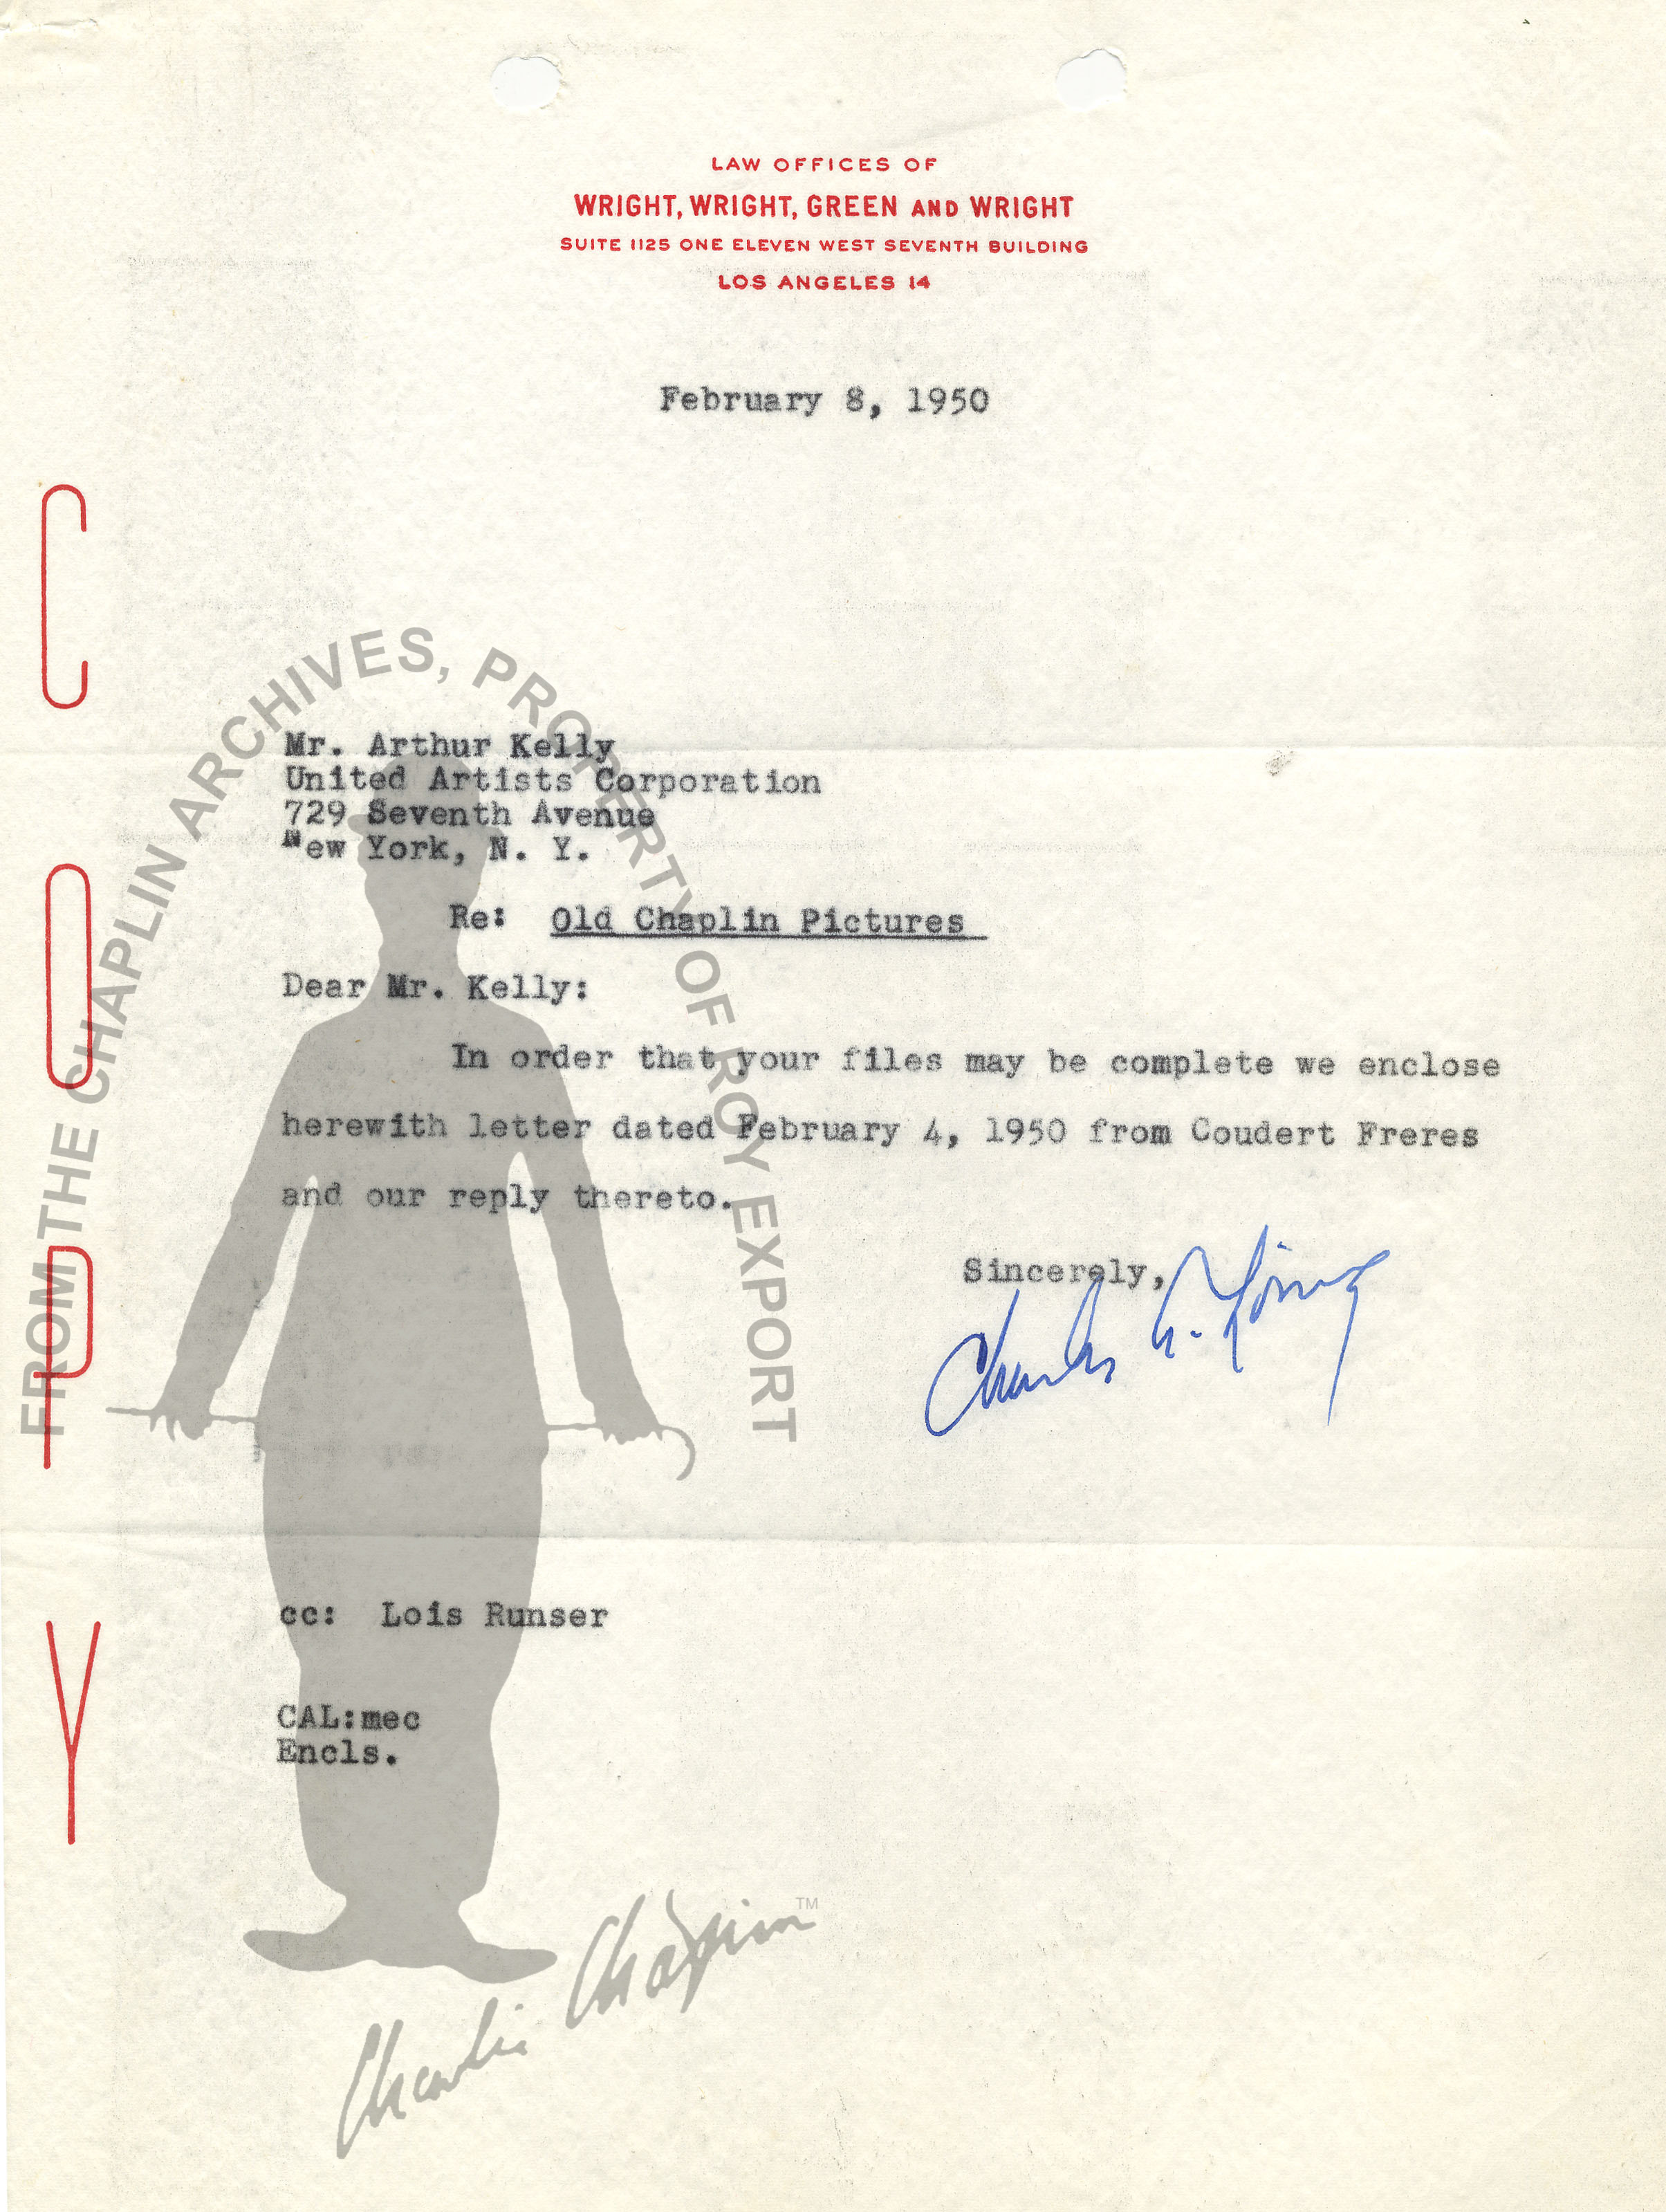 LAW OFFICES OF
WRIGHT, WRIGHT, GREEN AND WRIGHT
SUITE 1125 ONE ELEVEN WEST SEVENTH BUILDING
LOS ANGELES 14
February 8, 1950
COPY
Mr. Arthur Kelly
United Artists Corporation
729 Seventh Avenue
New York, N. Y.
Re: Old Chaplin Pictures
Dear Mr. Kelly:
In order that your files may be complete we enclose
herewith letter dated February 4, 1950 from Coudert Freres
and our reply thereto.
Sincerely,
Charles A.
cc: Lois Runser
CAL:mec
Encls.
FROM THE CHAPLIN ARCHIVES, PROPERTY OF ROY EXPORT
Charlie Chaplin TM